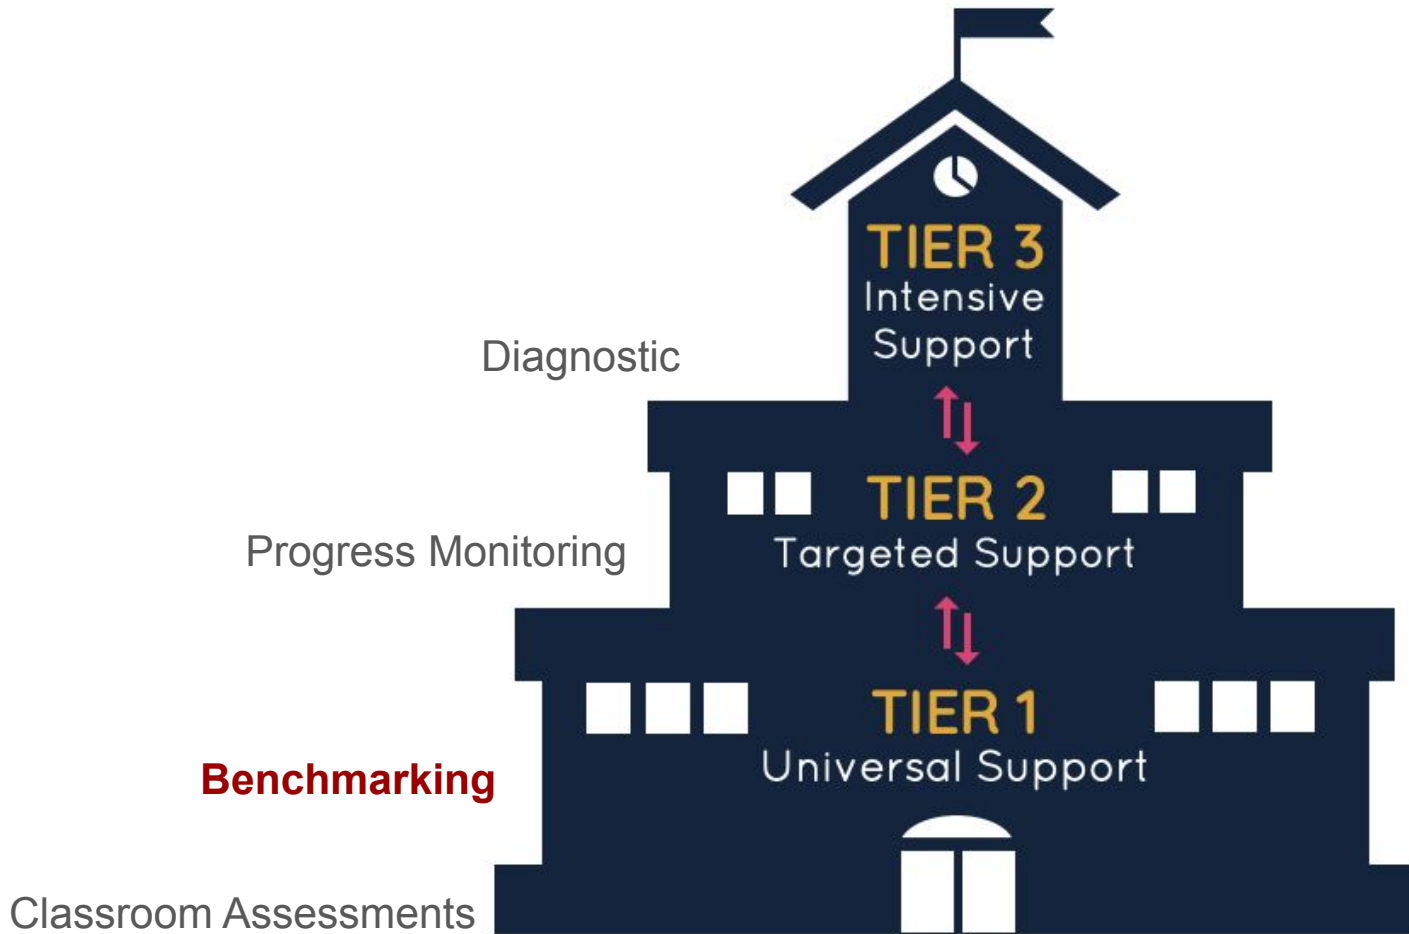 TIER 3
Intensive
Support
Diagnostic
TIER 2
Targeted Support
Progress Monitoring
TIER 1
Universal Support
Benchmarking
Classroom Assessments